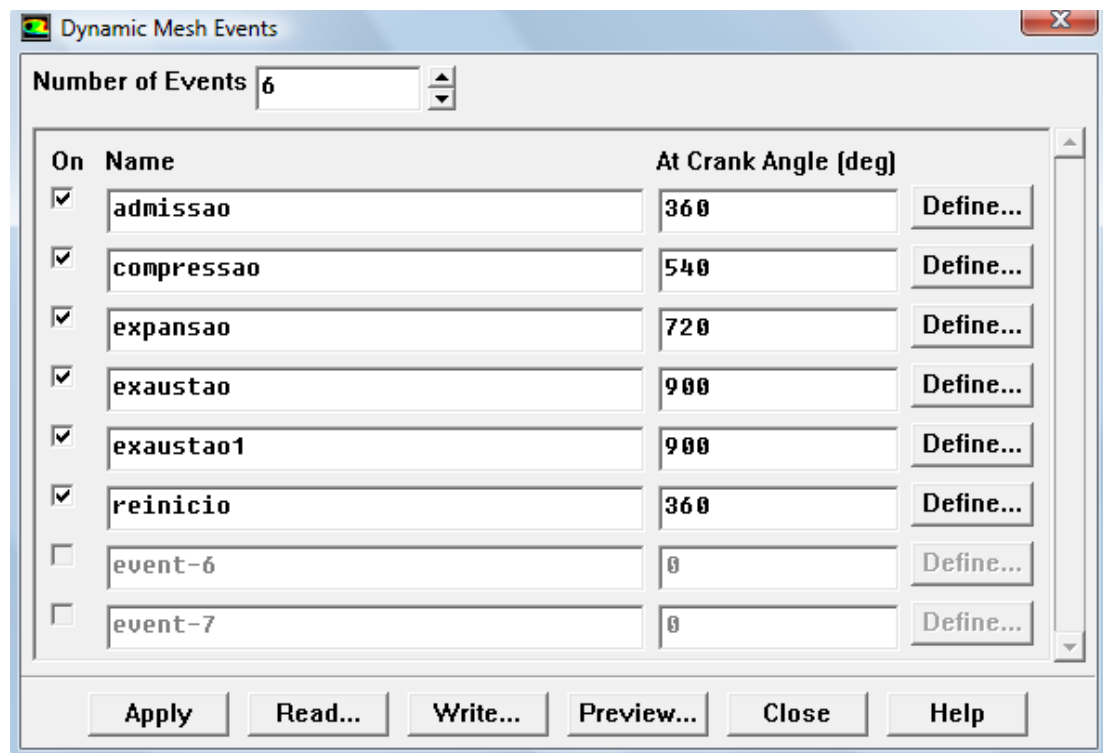 Dynamic Mesh Events
Number of Events 6
On Name At Crank Angle (deg)
admissao 360 Define...
compressao 540 Define...
expansao 720 Define...
exaustao 900 Define...
exaustao1 900 Define...
reinicio 360 Define...
event-6 0 Define...
event-7 0 Define...
Apply Read... Write... Preview... Close Help